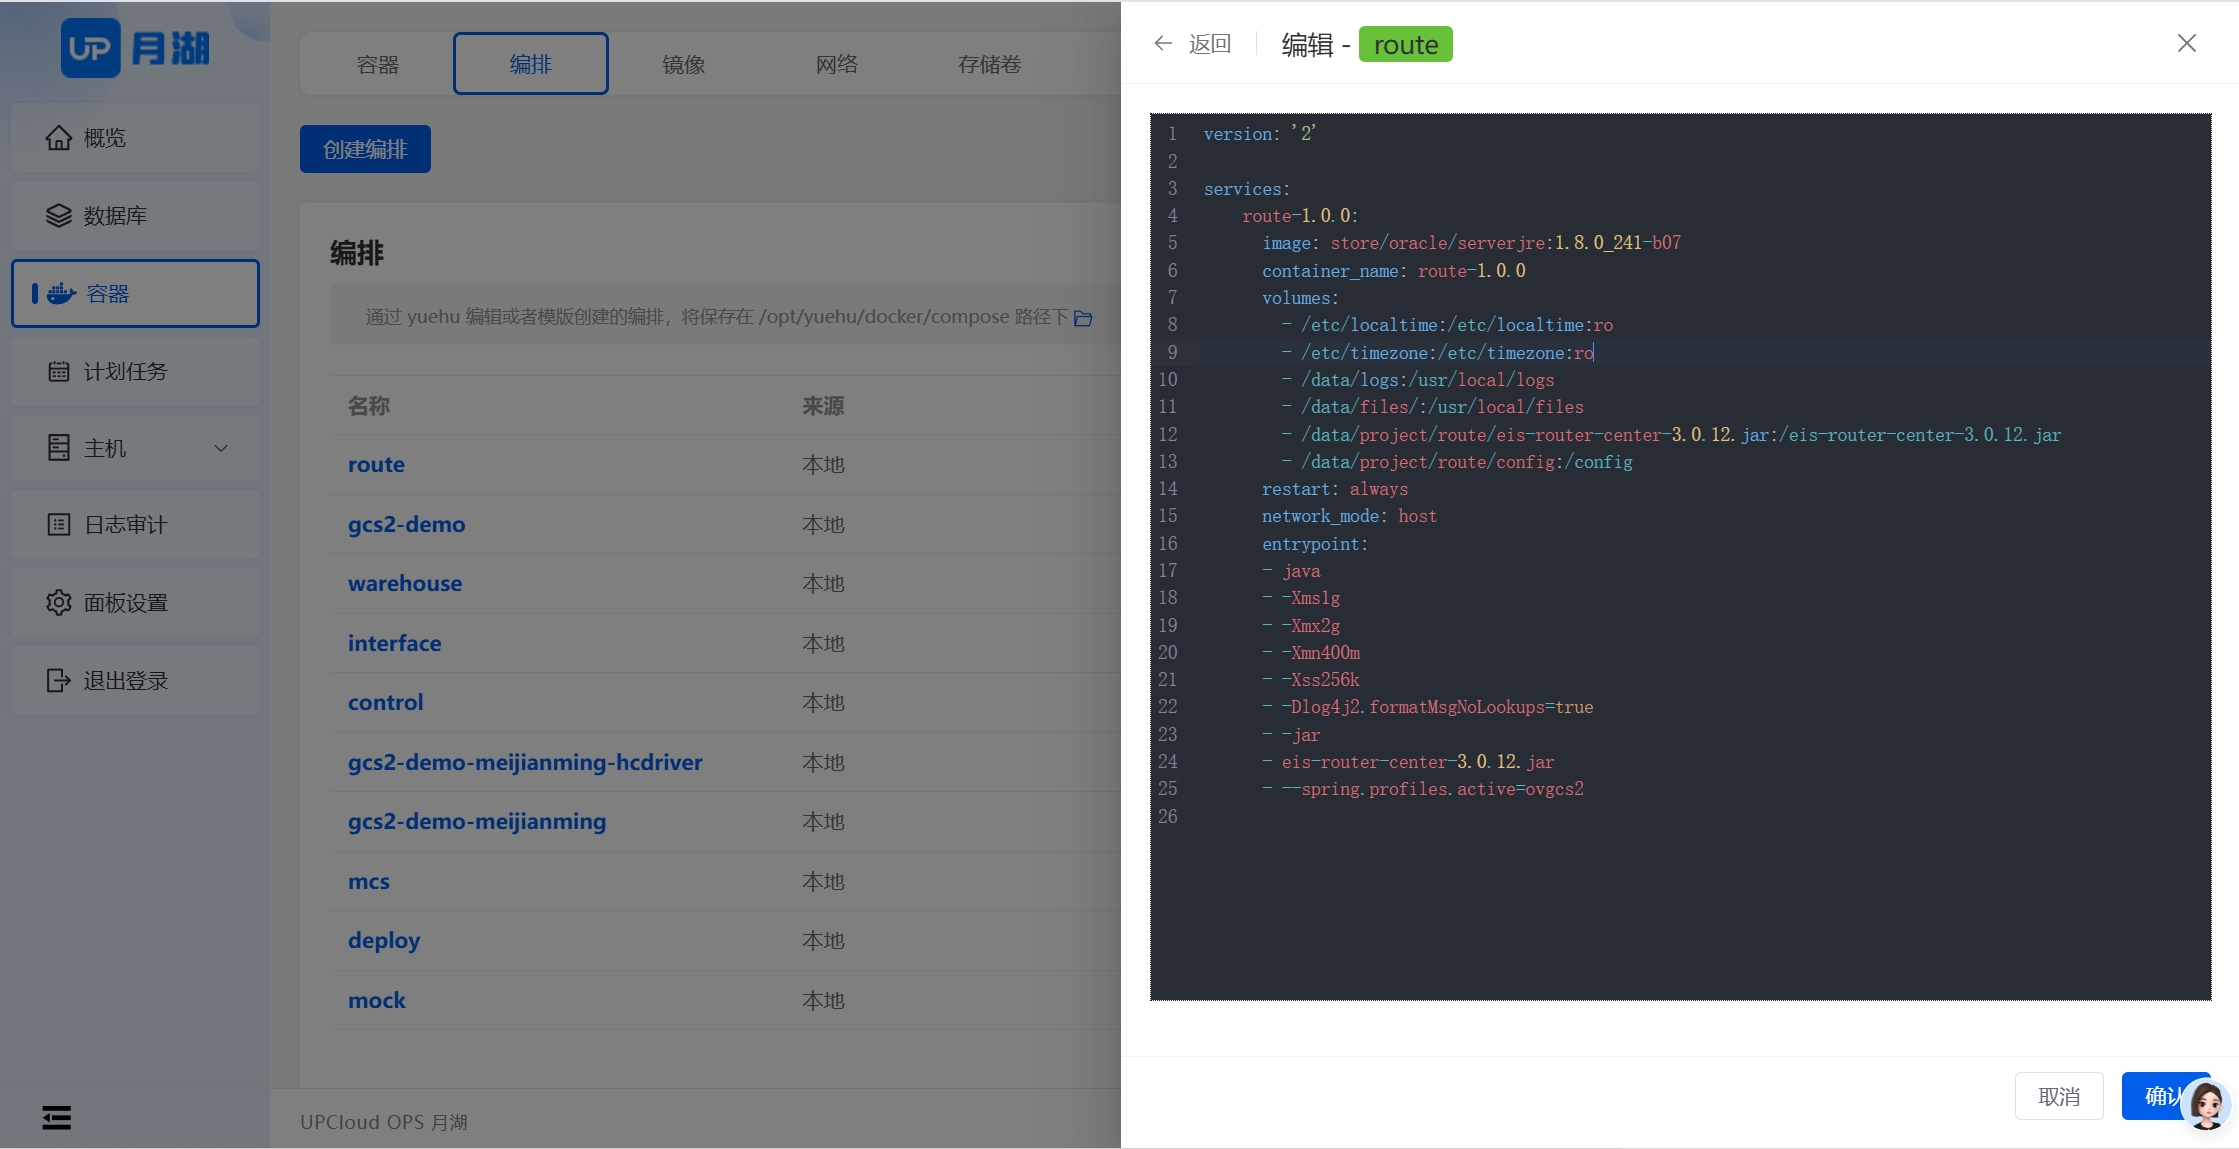 UP 月湖
概览
数据库
容器
计划任务
主机
日志审计
面板设置
退出登录
容器 编排 镜像 网络 存储卷
创建编排
编排
通过 yuehu 编辑或者模版创建的编排，将保存在 /opt/yuehu/docker/compose 路径下
名称 来源
route 本地
gcs2-demo 本地
warehouse 本地
interface 本地
control 本地
gcs2-demo-meijianming-hcdriver 本地
gcs2-demo-meijianming 本地
mcs 本地
deploy 本地
mock 本地
UPCloud OPS 月湖
返回 编辑 - route
1 version: '2'
2
3 services:
4     route-1.0.0:
5       image: store/oracle/serverjre:1.8.0_241-b07
6       container_name: route-1.0.0
7       volumes:
8         - /etc/localtime:/etc/localtime:ro
9         - /etc/timezone:/etc/timezone:ro
10         - /data/logs:/usr/local/logs
11         - /data/files/:/usr/local/files
12         - /data/project/route/eis-router-center-3.0.12.jar:/eis-router-center-3.0.12.jar
13         - /data/project/route/config:/config
14       restart: always
15       network_mode: host
16       entrypoint:
17       - java
18       - -Xms1g
19       - -Xmx2g
20       - -Xmn400m
21       - -Xss256k
22       - -Dlog4j2.formatMsgNoLookups=true
23       - -jar
24       - eis-router-center-3.0.12.jar
25       - --spring.profiles.active=ovgcs2
26
取消 确认